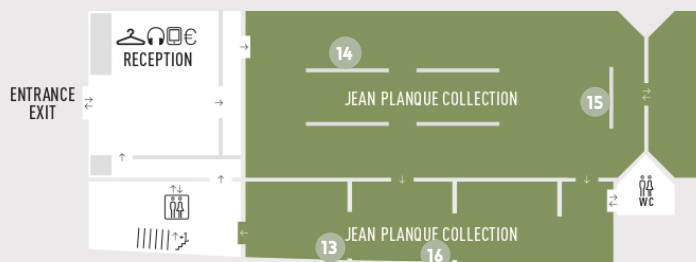 €
RECEPTION
14
ENTRANCE
EXIT
JEAN PLANQUE COLLECTION
15
WC
JEAN PLANQUE COLLECTION
13
16